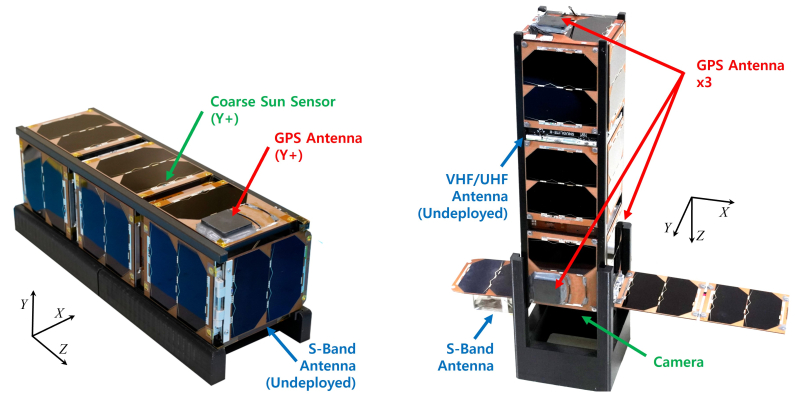 Coarse Sun Sensor
(Y+)
GPS Antenna
(Y+)
Y
X
Z
S-Band
Antenna
(Undeployed)
GPS Antenna
x3
VHF/UHF
Antenna
(Undeployed)
X
Y
Z
S-Band
Antenna
Camera